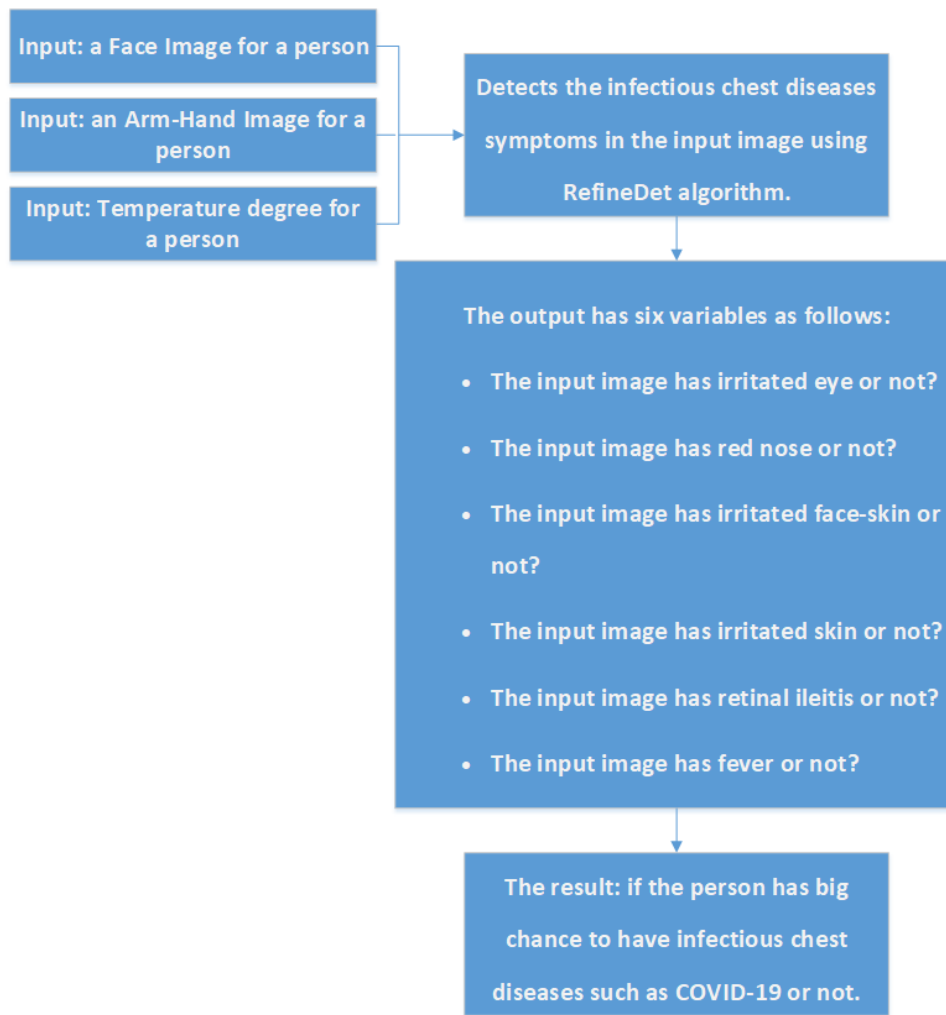 Input: a Face Image for a person
Input: an Arm-Hand Image for a
person
Input: Temperature degree for
a person
Detects the infectious chest diseases
symptoms in the input image using
RefineDet algorithm.
The output has six variables as follows:
• The input image has irritated eye or not?
• The input image has red nose or not?
• The input image has irritated face-skin or
not?
• The input image has irritated skin or not?
• The input image has retinal ileitis or not?
• The input image has fever or not?
The result: if the person has big
chance to have infectious chest
diseases such as COVID-19 or not.